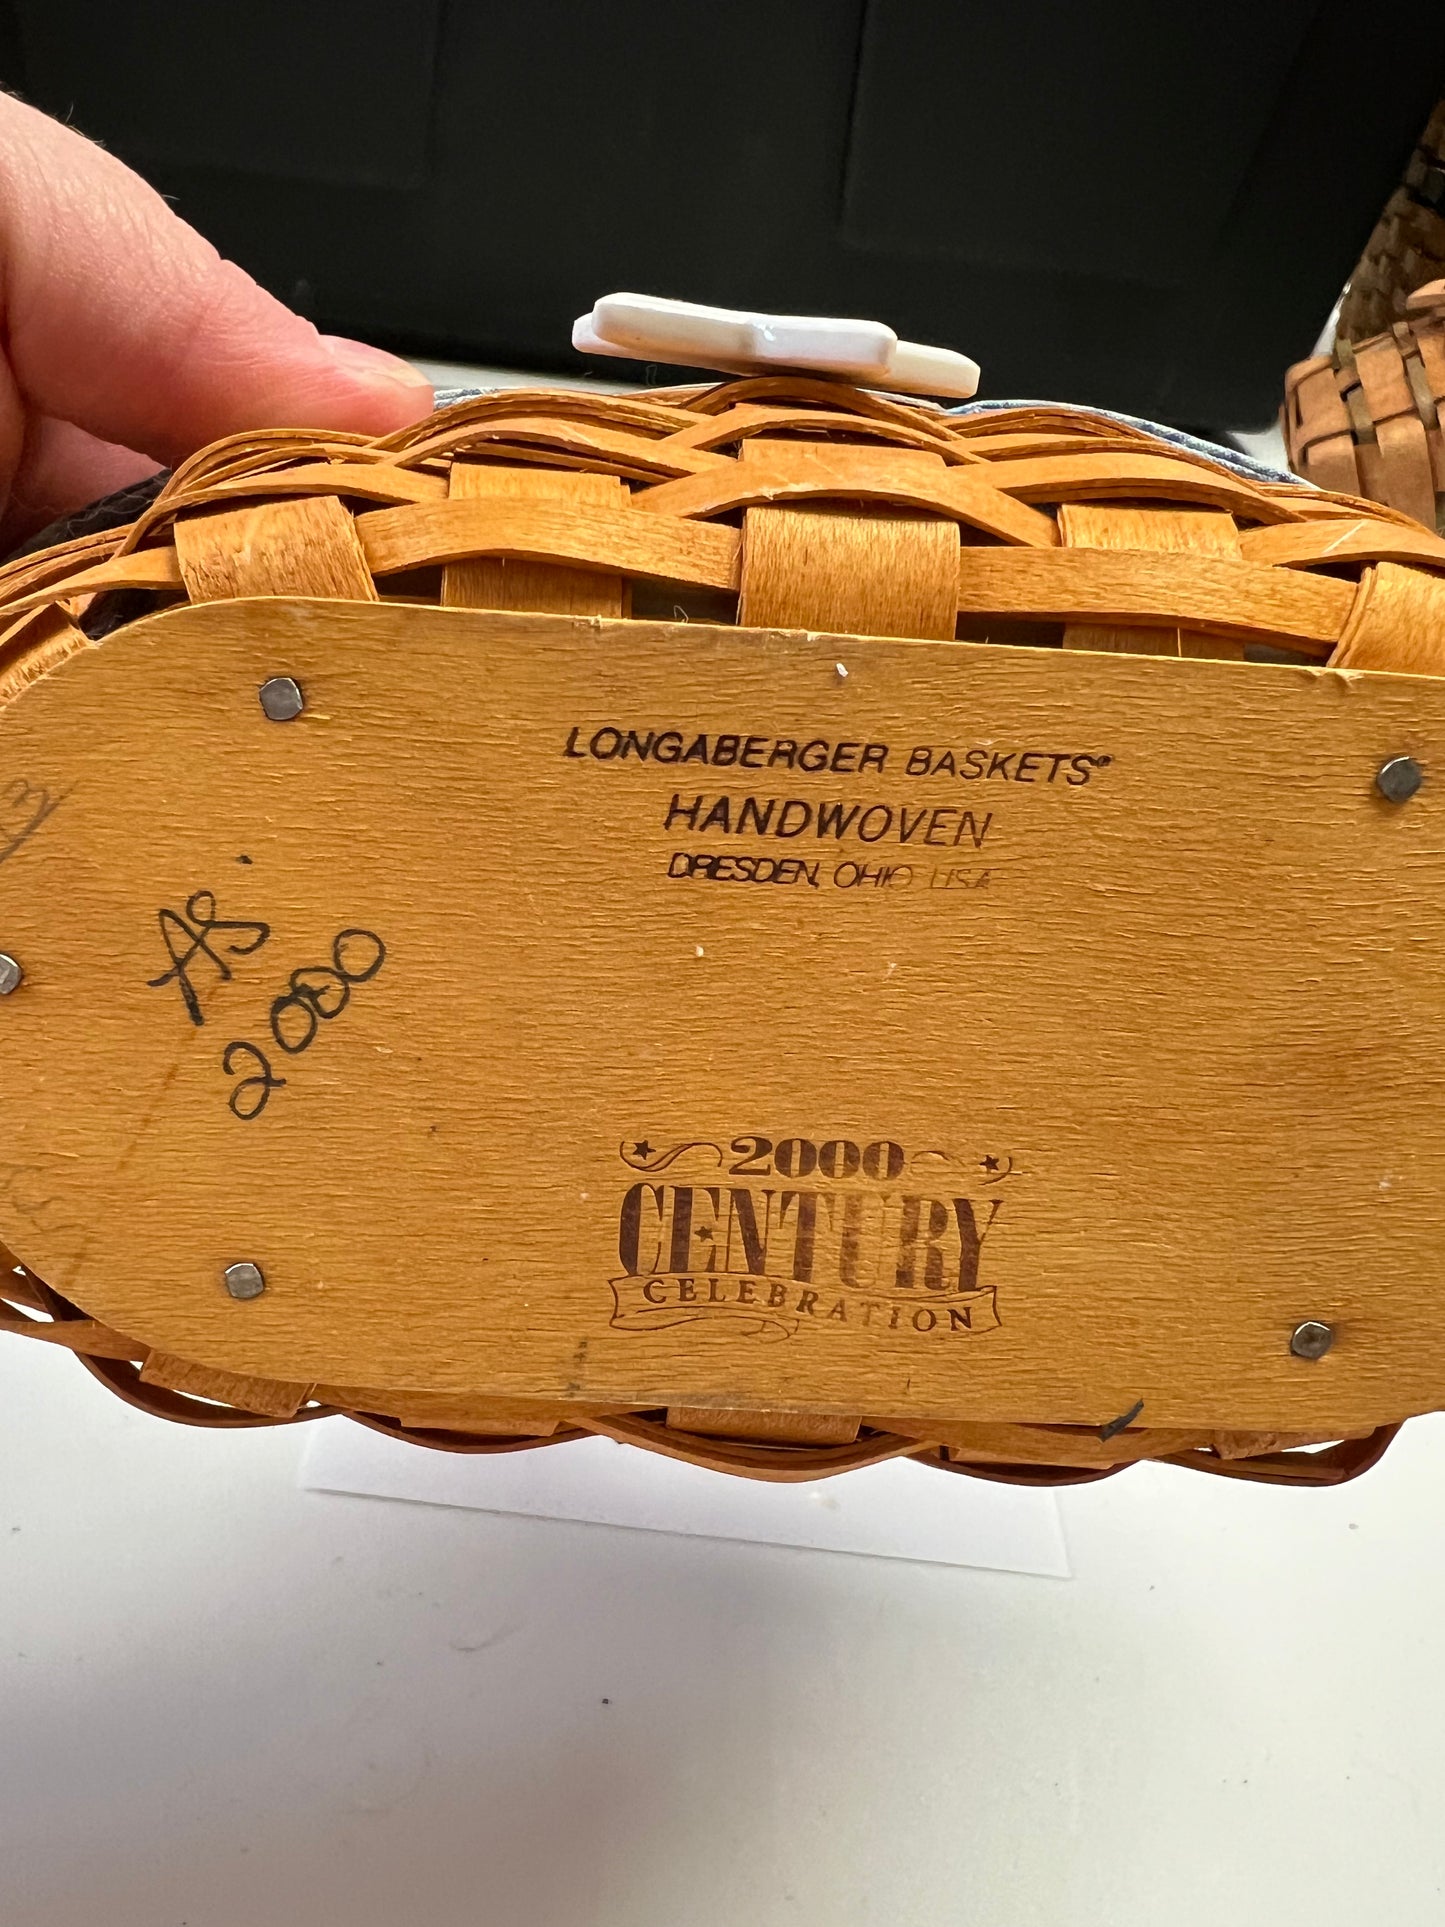 LONGABERGER BASKETS®
HANDWOVEN
DRESDEN, OHIO USA
AS
2000
2000
CENTURY
CELEBRATION